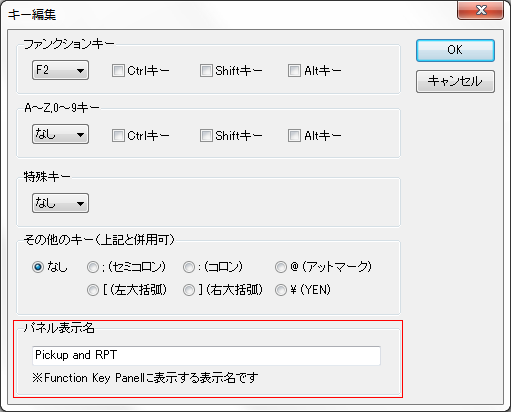 キー編集
ファンクションキー
F2 Ctrlキー Shiftキー Altキー
OK
キャンセル
A～Z,0～9キー
なし Ctrlキー Shiftキー Altキー
特殊キー
なし
その他のキー(上記と併用可)
なし ;(セミコロン) :(コロン) @(アットマーク)
[(左大括弧) ](右大括弧) ¥(YEN)
パネル表示名
Pickup and RPT
※Function Key Panelに表示する表示名です